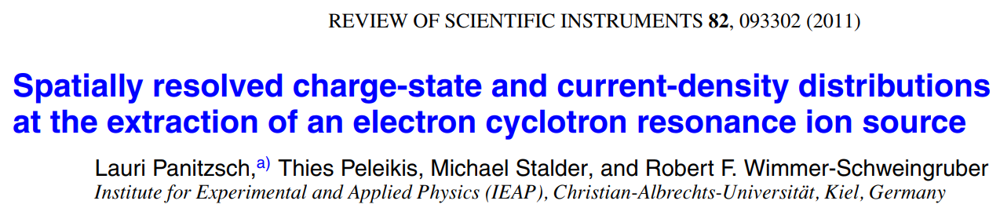 REVIEW OF SCIENTIFIC INSTRUMENTS 82, 093302 (2011)
Spatially resolved charge-state and current-density distributions
at the extraction of an electron cyclotron resonance ion source
Lauri Panitzsch,a) Thies Peleikis, Michael Stalder, and Robert F. Wimmer-Schweingruber
Institute for Experimental and Applied Physics (IEAP), Christian-Albrechts-Universität, Kiel, Germany